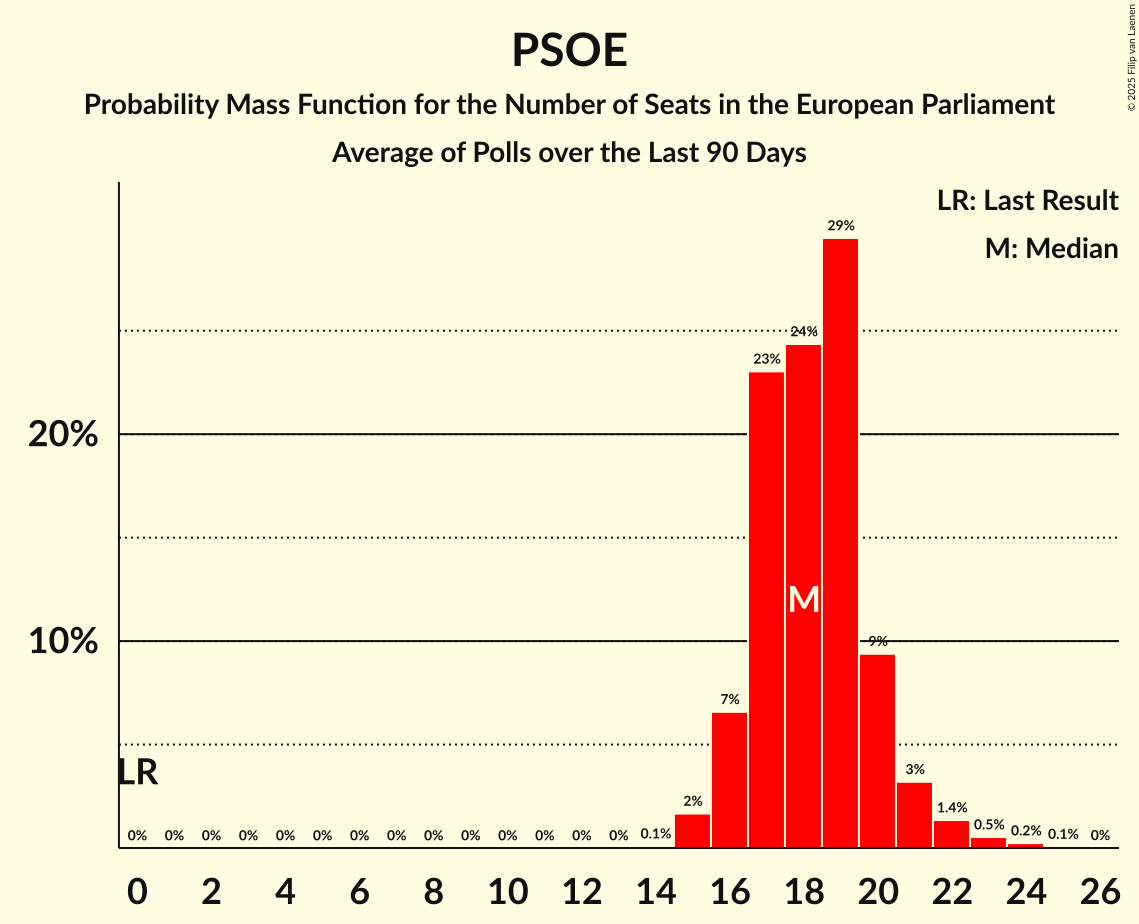 © 2025 Filip van Laenen
PSOE
Probability Mass Function for the Number of Seats in the European Parliament
Average of Polls over the Last 90 Days
LR: Last Result
M: Median
20%
10%
LR
M
0% 0% 0% 0% 0% 0% 0% 0% 0% 0% 0% 0% 0% 0% 0.1% 2% 7% 23% 24% 29% 9% 3% 1.4% 0.5% 0.2% 0.1% 0%
0 2 4 6 8 10 12 14 16 18 20 22 24 26